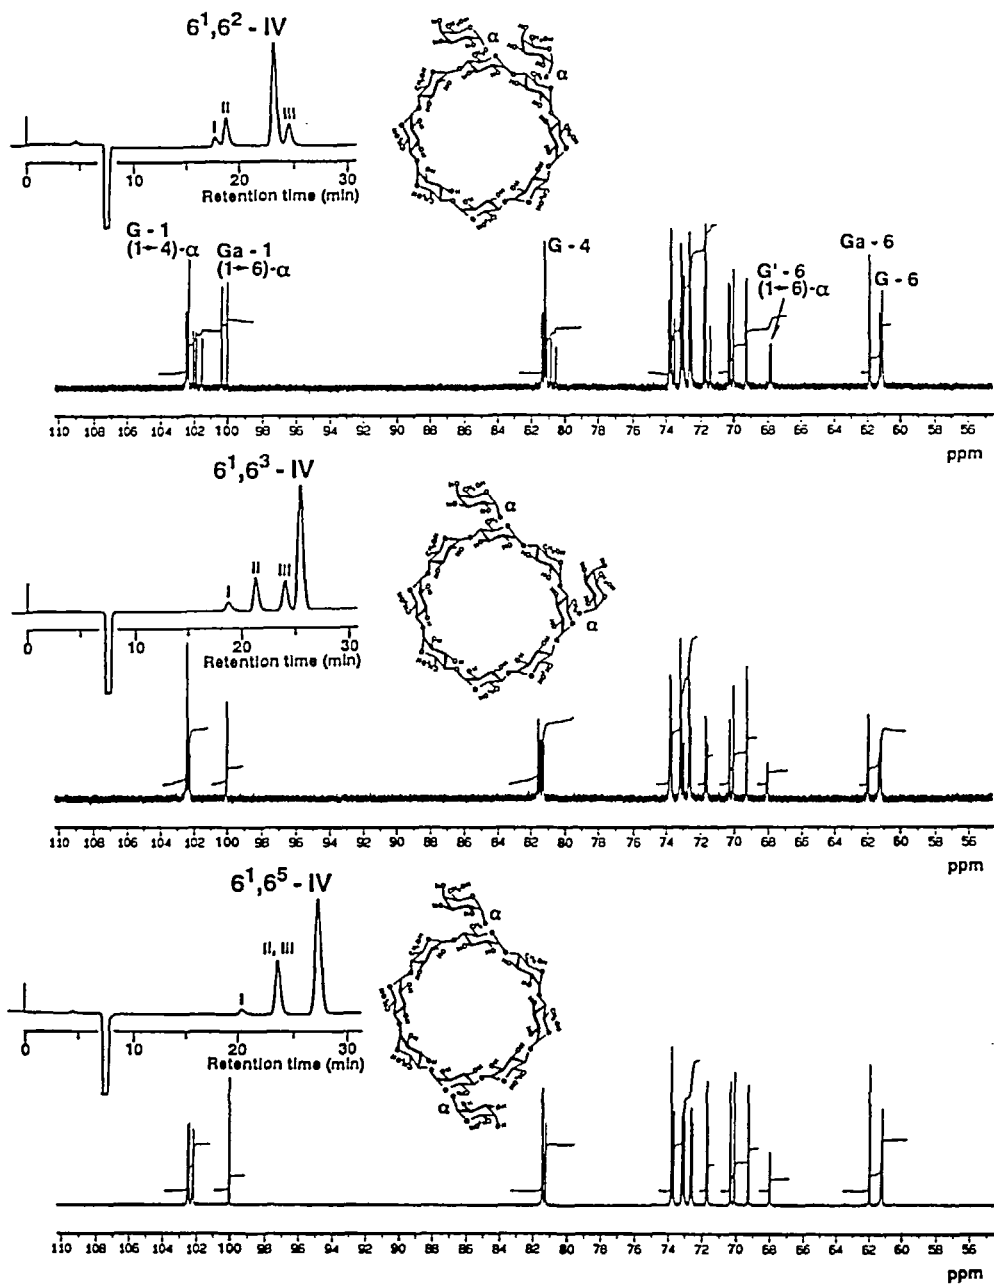 6¹,6² - IV
I
II
III
α
α
0 10 20 30
Retention time (min)
G - 1
(1→4)-α
Ga - 1
(1→6)-α
G - 4
G' - 6
(1→6)-α
Ga - 6
G - 6
110 108 106 104 102 100 98 96 94 92 90 88 86 84 82 80 78 76 74 72 70 68 66 64 62 60 58 56
ppm
6¹,6³ - IV
I
II
III
α
α
0 10 20 30
Retention time (min)
110 108 106 104 102 100 98 96 94 92 90 88 86 84 82 80 78 76 74 72 70 68 66 64 62 60 58 56
ppm
6¹,6⁵ - IV
I
II, III
α
α
0 10 20 30
Retention time (min)
110 108 106 104 102 100 98 96 94 92 90 88 86 84 82 80 78 76 74 72 70 68 66 64 62 60 58 56
ppm